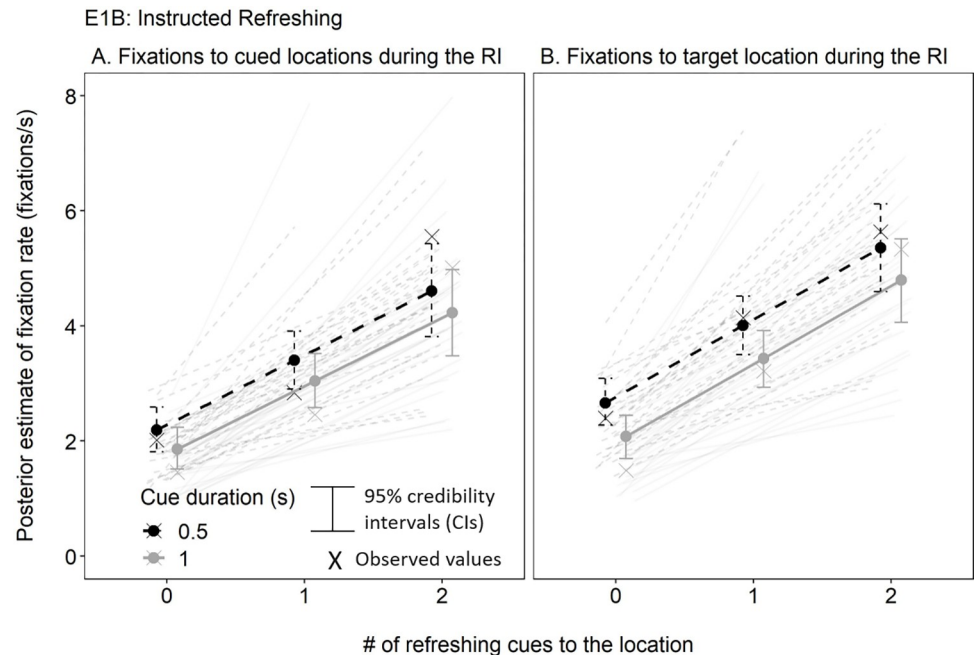 E1B: Instructed Refreshing
A. Fixations to cued locations during the RI
B. Fixations to target location during the RI
Posterior estimate of fixation rate (fixations/s)
8
6
4
2
0
Cue duration (s)
0.5
1
95% credibility
intervals (CIs)
X Observed values
0
1
2
0
1
2
# of refreshing cues to the location